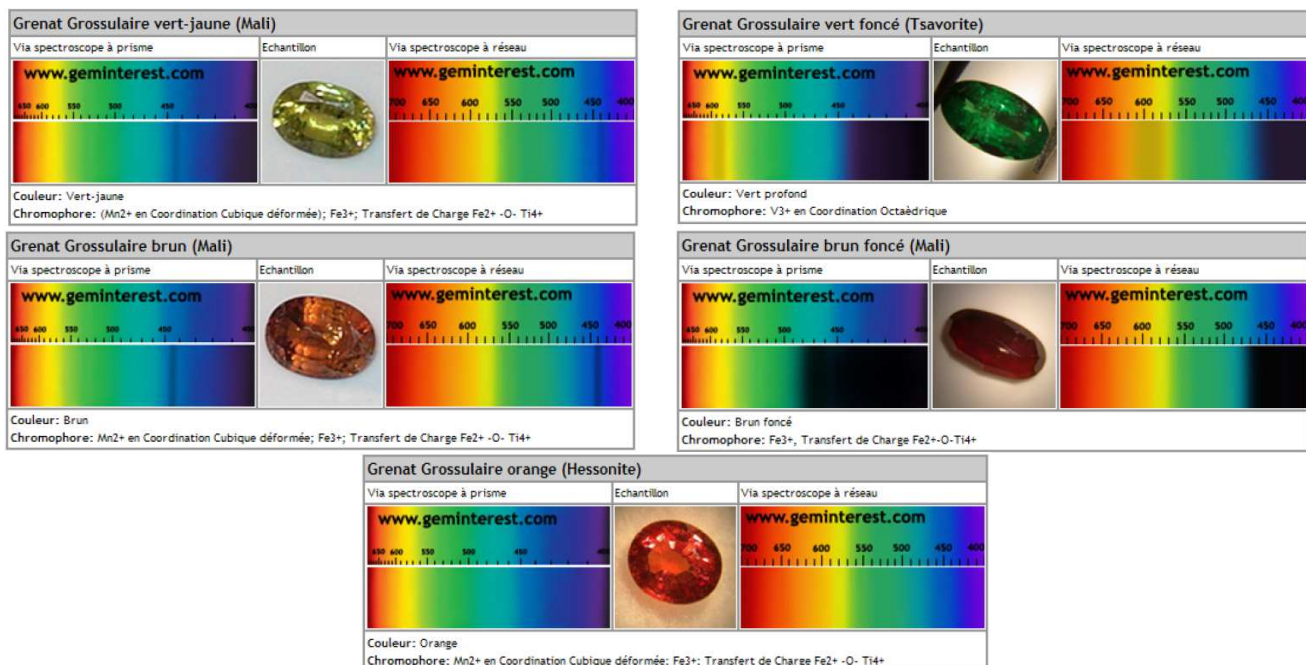 Grenat Grossulaire vert-jaune (Mali)
Via spectroscope à prisme Echantillon Via spectroscope à réseau
www.geminterest.com www.geminterest.com
650 600 550 500 450 400 700 650 600 550 500 450 400
Couleur: Vert-jaune
Chromophore: (Mn2+ en Coordination Cubique déformée); Fe3+; Transfert de Charge Fe2+ -O- Ti4+
Grenat Grossulaire vert foncé (Tsavorite)
Via spectroscope à prisme Echantillon Via spectroscope à réseau
www.geminterest.com www.geminterest.com
650 600 550 500 450 400 700 650 600 550 500 450 400
Couleur: Vert profond
Chromophore: V3+ en Coordination Octaèdrique
Grenat Grossulaire brun (Mali)
Via spectroscope à prisme Echantillon Via spectroscope à réseau
www.geminterest.com www.geminterest.com
650 600 550 500 450 400 700 650 600 550 500 450 400
Couleur: Brun
Chromophore: Mn2+ en Coordination Cubique déformée; Fe3+; Transfert de Charge Fe2+ -O- Ti4+
Grenat Grossulaire brun foncé (Mali)
Via spectroscope à prisme Echantillon Via spectroscope à réseau
www.geminterest.com www.geminterest.com
650 600 550 500 450 400 700 650 600 550 500 450 400
Couleur: Brun foncé
Chromophore: Fe3+, Transfert de Charge Fe2+-O-Ti4+
Grenat Grossulaire orange (Hessonite)
Via spectroscope à prisme Echantillon Via spectroscope à réseau
www.geminterest.com www.geminterest.com
650 600 550 500 450 400 700 650 600 550 500 450 400
Couleur: Orange
Chromophore: Mn2+ en Coordination Cubique déformée; Fe3+; Transfert de Charge Fe2+ -O- Ti4+